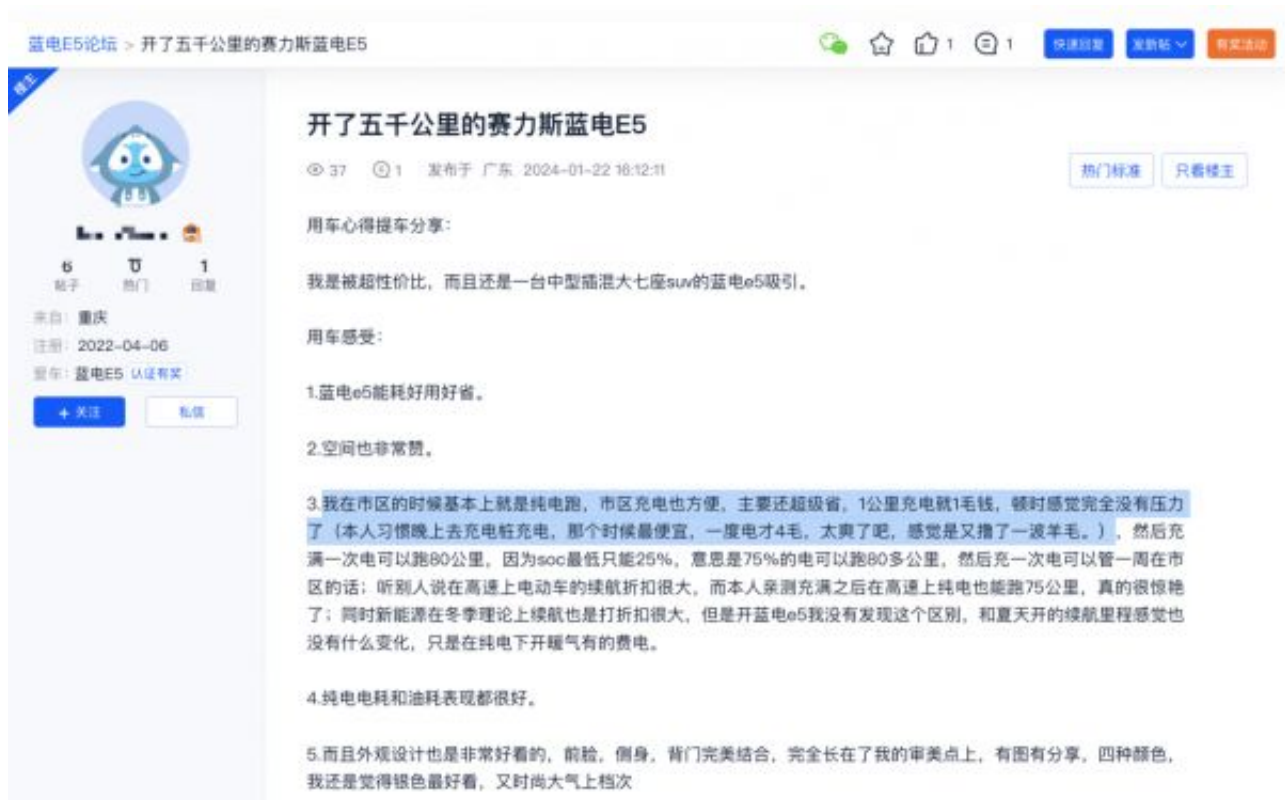 蓝电E5论坛 > 开了五千公里的赛力斯蓝电E5
1
1
快速回复
发新帖
有奖活动
楼主
6
0
1
帖子
热门
回复
来自: 重庆
注册: 2022-04-06
爱车: 蓝电E5 认证有奖
+ 关注
私信
开了五千公里的赛力斯蓝电E5
37 1 发布于 广东 2024-01-22 16:12:11
热门标准
只看楼主
用车心得提车分享:
我是被超性价比，而且还是一台中型插混大七座suv的蓝电e5吸引。
用车感受:
1.蓝电e5能耗好用好省。
2.空间也非常赞。
3.我在市区的时候基本上就是纯电跑，市区充电也方便，主要还超级省，1公里充电就1毛钱，顿时感觉完全没有压力
了（本人习惯晚上去充电桩充电，那个时候最便宜，一度电才4毛，太爽了吧，感觉是又撸了一波羊毛。），然后充
满一次电可以跑80公里，因为soc最低只能25%，意思是75%的电可以跑80多公里，然后充一次电可以管一周在市
区的话；听别人说在高速上电动车的续航折扣很大，而本人亲测充满之后在高速上纯电也能跑75公里，真的很惊艳
了；同时新能源在冬季理论上续航也是打折扣很大，但是开蓝电e5我没有发现这个区别，和夏天开的续航里程感觉也
没有什么变化，只是在纯电下开暖气有的费电。
4.纯电电耗和油耗表现都很好。
5.而且外观设计也是非常好看的，前脸，侧身，背门完美结合，完全长在了我的审美点上，有图有分享，四种颜色，
我还是觉得银色最好看，又时尚大气上档次